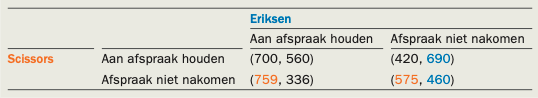 Eriksen
Aan afspraak houden Afspraak niet nakomen
Scissors Aan afspraak houden (700, 560) (420, 690)
Afspraak niet nakomen (759, 336) (575, 460)